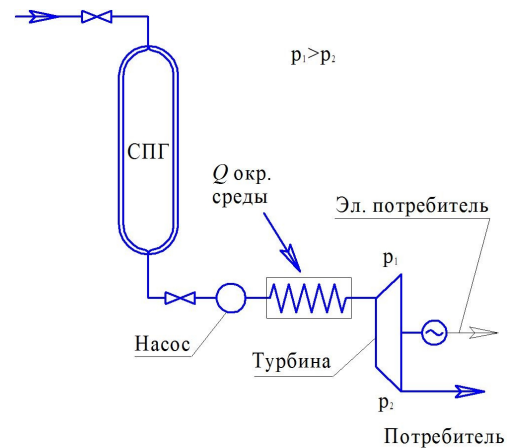 p₁>p₂
СПГ
Q окр.
среды
Эл. потребитель
p₁
Насос
Турбина
p₂
Потребитель